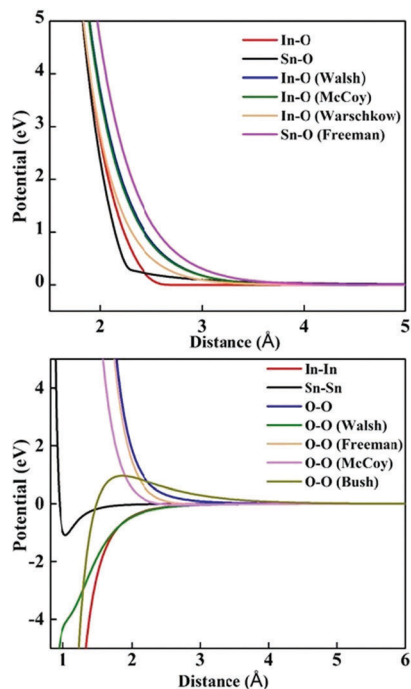 5
4
3
2
1
0
Potential (eV)
In-O
Sn-O
In-O (Walsh)
In-O (McCoy)
In-O (Warschkow)
Sn-O (Freeman)
2 3 4 5
Distance (Å)
4
2
0
-2
-4
Potential (eV)
In-In
Sn-Sn
O-O
O-O (Walsh)
O-O (Freeman)
O-O (McCoy)
O-O (Bush)
1 2 3 4 5 6
Distance (Å)